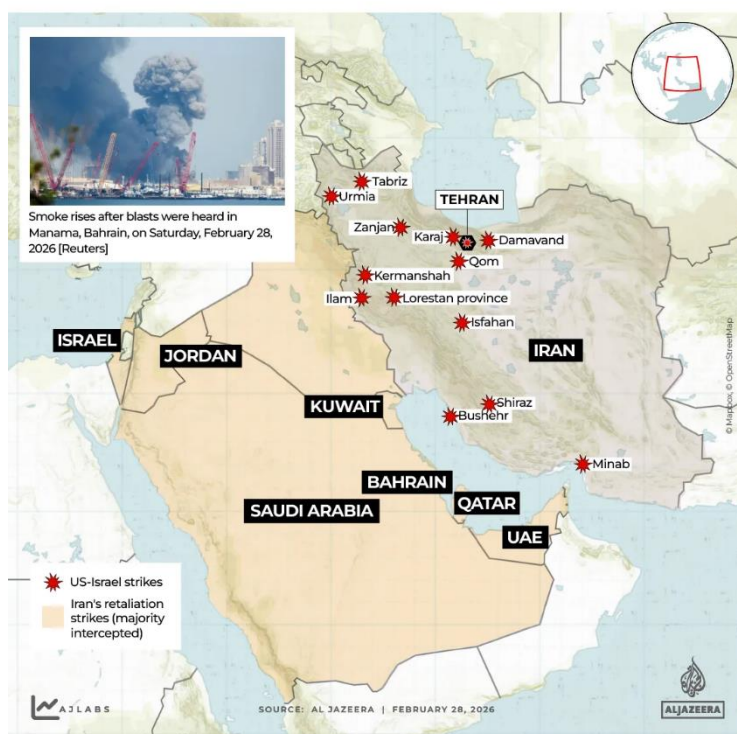 Smoke rises after blasts were heard in
Manama, Bahrain, on Saturday, February 28,
2026 [Reuters]
Tabriz
Urmia
TEHRAN
Zanjan
Karaj
Damavand
Qom
Kermanshah
Ilam
Lorestan province
Isfahan
ISRAEL
JORDAN
IRAN
KUWAIT
Shiraz
Bushehr
Minab
BAHRAIN
QATAR
SAUDI ARABIA
UAE
US-Israel strikes
Iran's retaliation
strikes (majority
intercepted)
© Mapbox, © OpenStreetMap
AJLABS
SOURCE: AL JAZEERA | FEBRUARY 28, 2026
ALJAZEERA